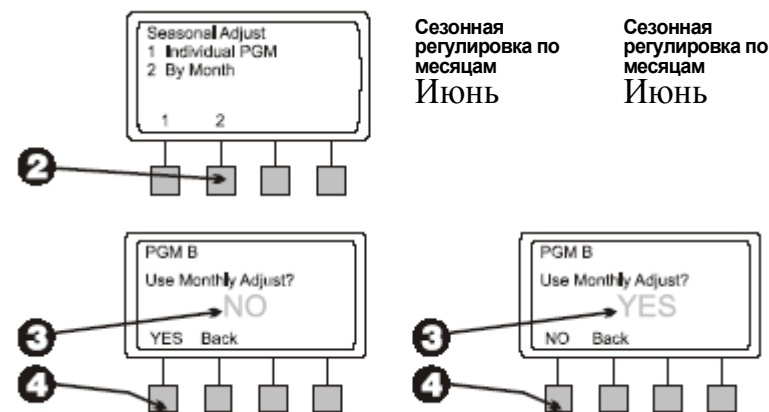 Seasonal Adjust
1 Individual PGM
2 By Month
1 2
2
Сезонная
регулировка по
месяцам
Июнь
Сезонная
регулировка по
месяцам
Июнь
PGM B
Use Monthly Adjust?
NO
YES Back
3
4
PGM B
Use Monthly Adjust?
YES
NO Back
3
4